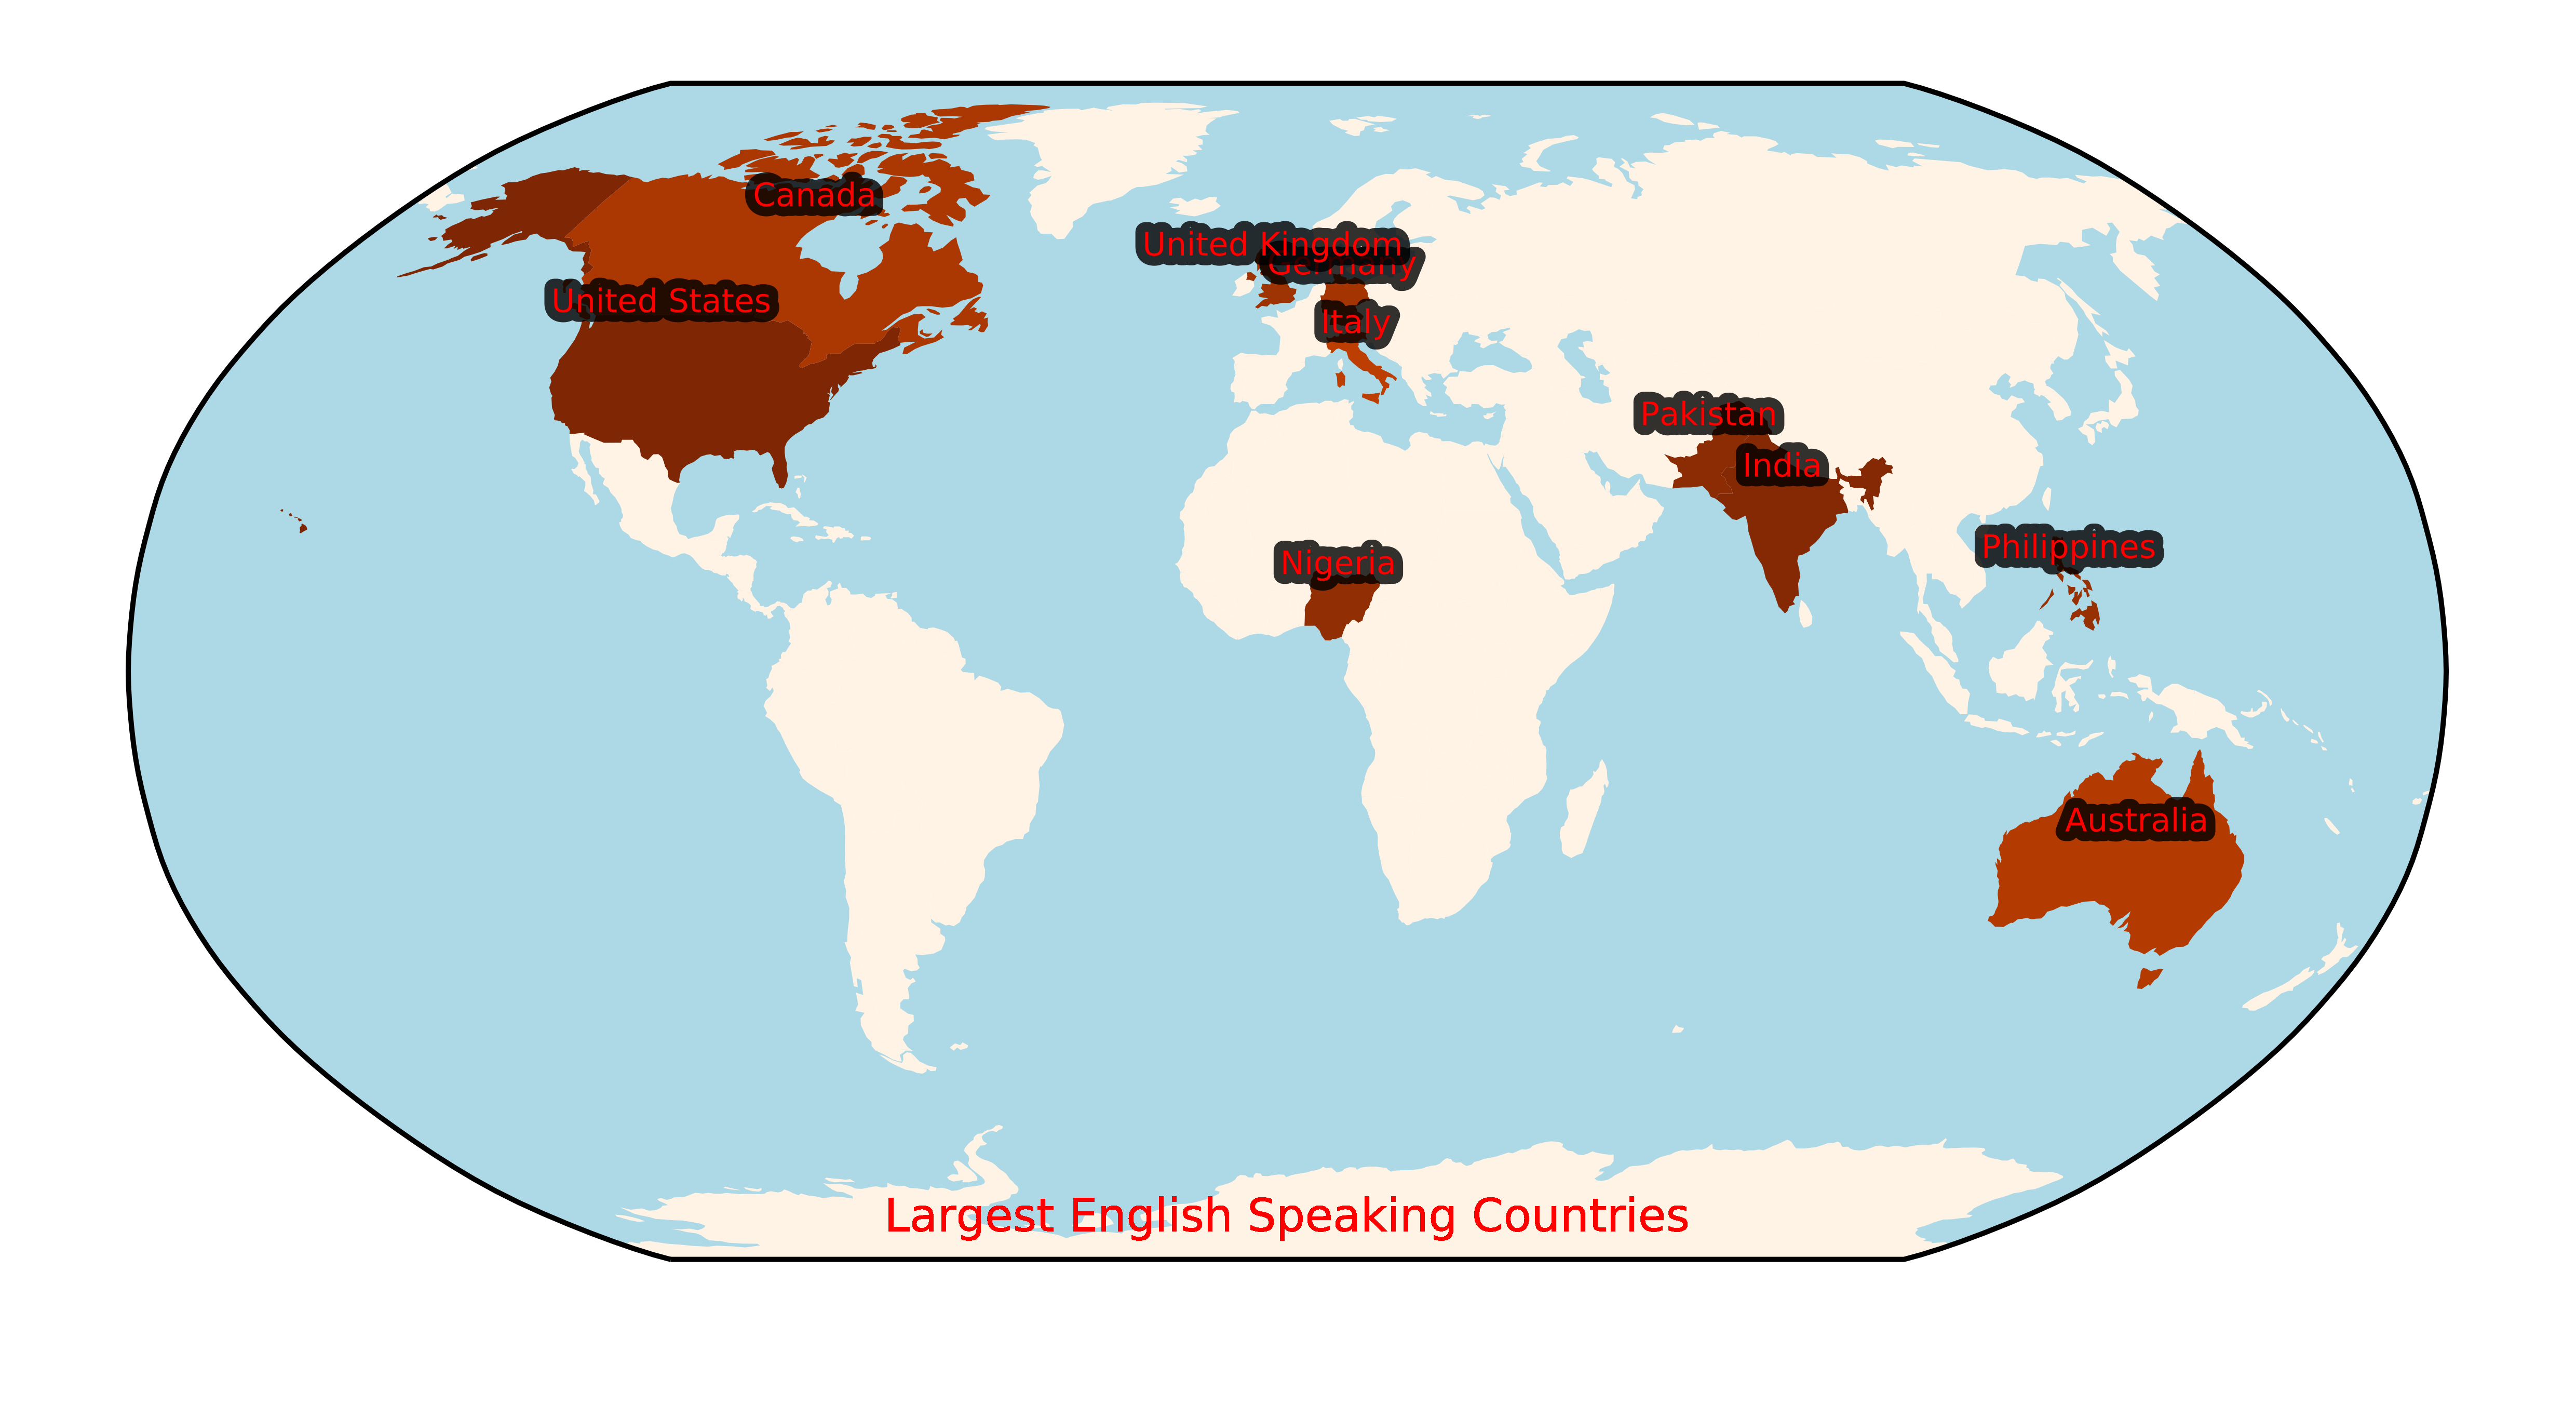 Canada
United Kingdom
Germany
United States
Italy
Pakistan
India
Philippines
Nigeria
Australia
Largest English Speaking Countries